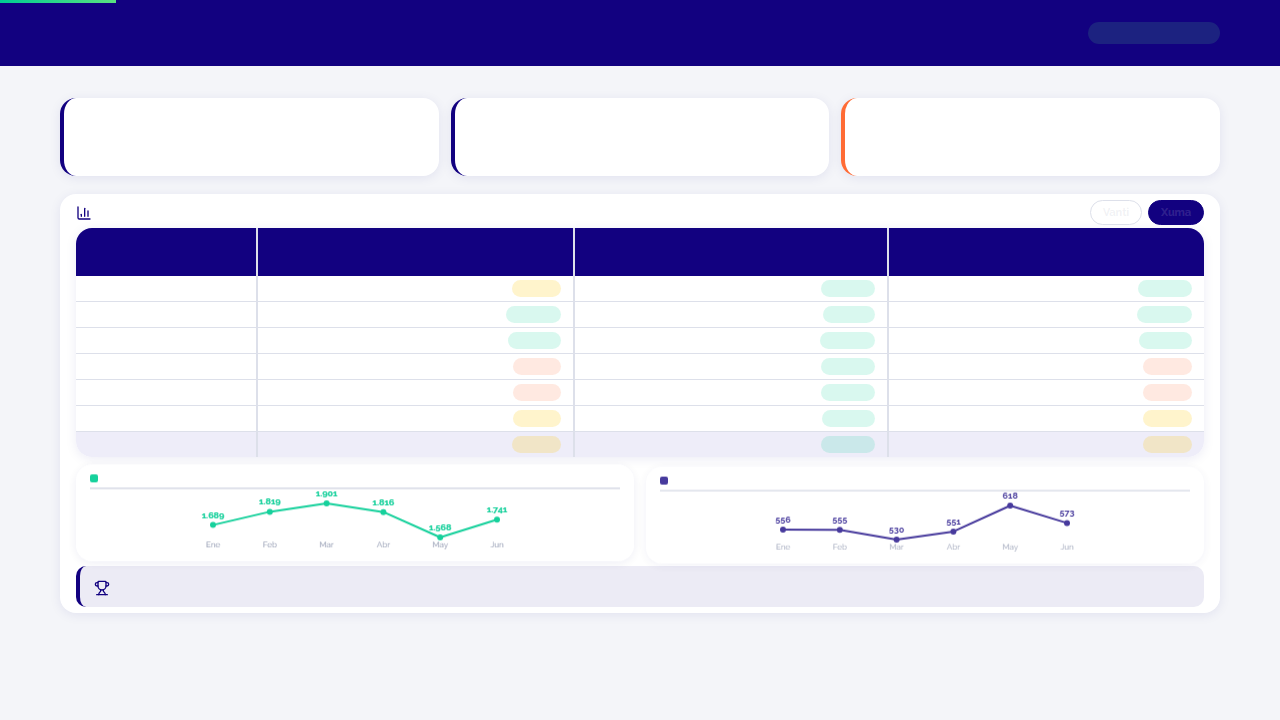 Vanti
Xuma
1.689
1.819
1.901
1.816
1.568
1.741
Ene
Feb
Mar
Abr
May
Jun
556
555
530
551
618
573
Ene
Feb
Mar
Abr
May
Jun